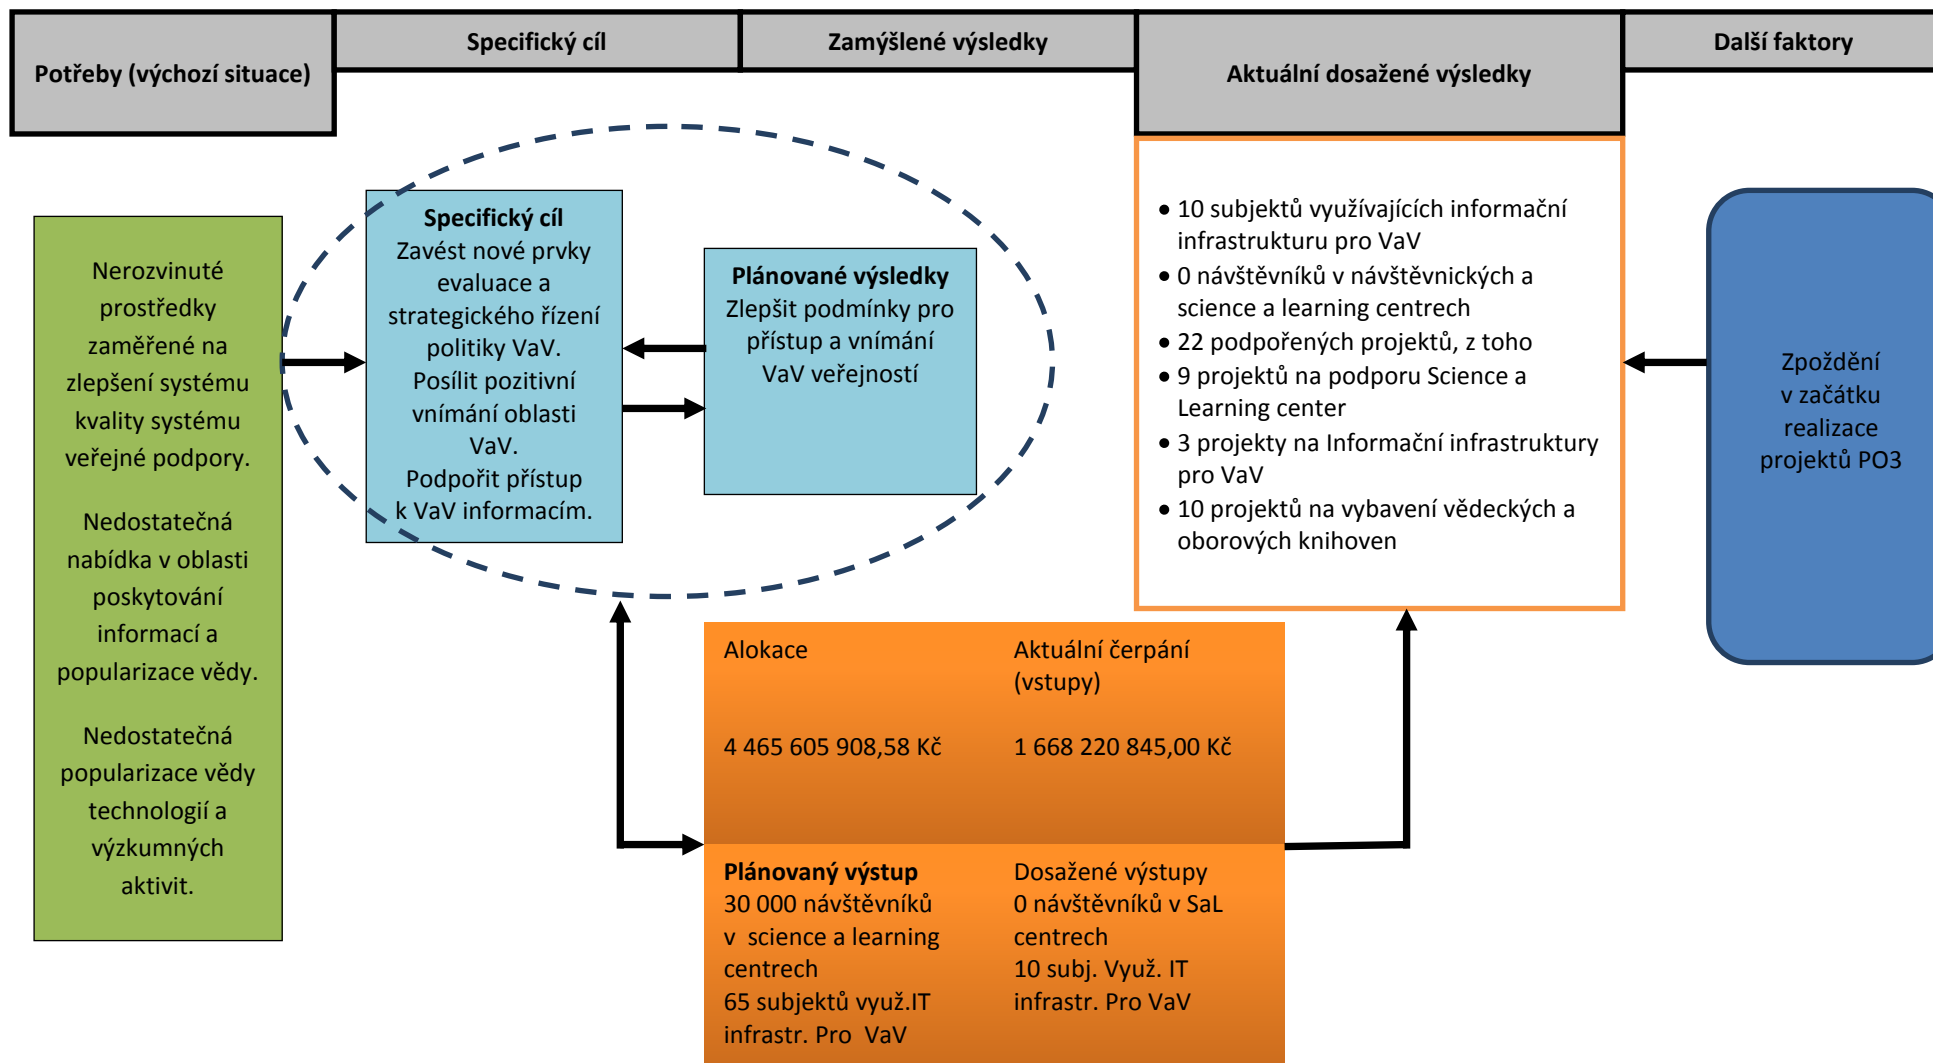 Potřeby (výchozí situace)
Specifický cíl
Zamýšlené výsledky
Aktuální dosažené výsledky
Další faktory
Nerozvinuté
prostředky
zaměřené na
zlepšení systému
kvality systému
veřejné podpory.
Nedostatečná
nabídka v oblasti
poskytování
informací a
popularizace vědy.
Nedostatečná
popularizace vědy
technologií a
výzkumných
aktivit.
Specifický cíl
Zavést nové prvky
evaluace a
strategického řízení
politiky VaV.
Posílit pozitivní
vnímání oblasti
VaV.
Podpořit přístup
k VaV informacím.
Plánované výsledky
Zlepšit podmínky pro
přístup a vnímání
VaV veřejností
• 10 subjektů využívajících informační
infrastrukturu pro VaV
• 0 návštěvníků v návštěvnických a
science a learning centrech
• 22 podpořených projektů, z toho
• 9 projektů na podporu Science a
Learning center
• 3 projekty na Informační infrastruktury
pro VaV
• 10 projektů na vybavení vědeckých a
oborových knihoven
Zpoždění
v začátku
realizace
projektů PO3
Alokace
4 465 605 908,58 Kč
Aktuální čerpání
(vstupy)
1 668 220 845,00 Kč
Plánovaný výstup
30 000 návštěvníků
v  science a learning
centrech
65 subjektů využ.IT
infrastr. Pro  VaV
Dosažené výstupy
0 návštěvníků v SaL
centrech
10 subj. Využ. IT
infrastr. Pro VaV